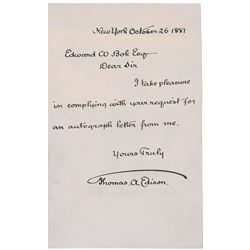 New York October 26 1881
Edward W Bok Esq
Dear Sir
I take pleasure
in complying with your request for
an autograph letter from me.
Yours Truly
Thomas. A. Edison.